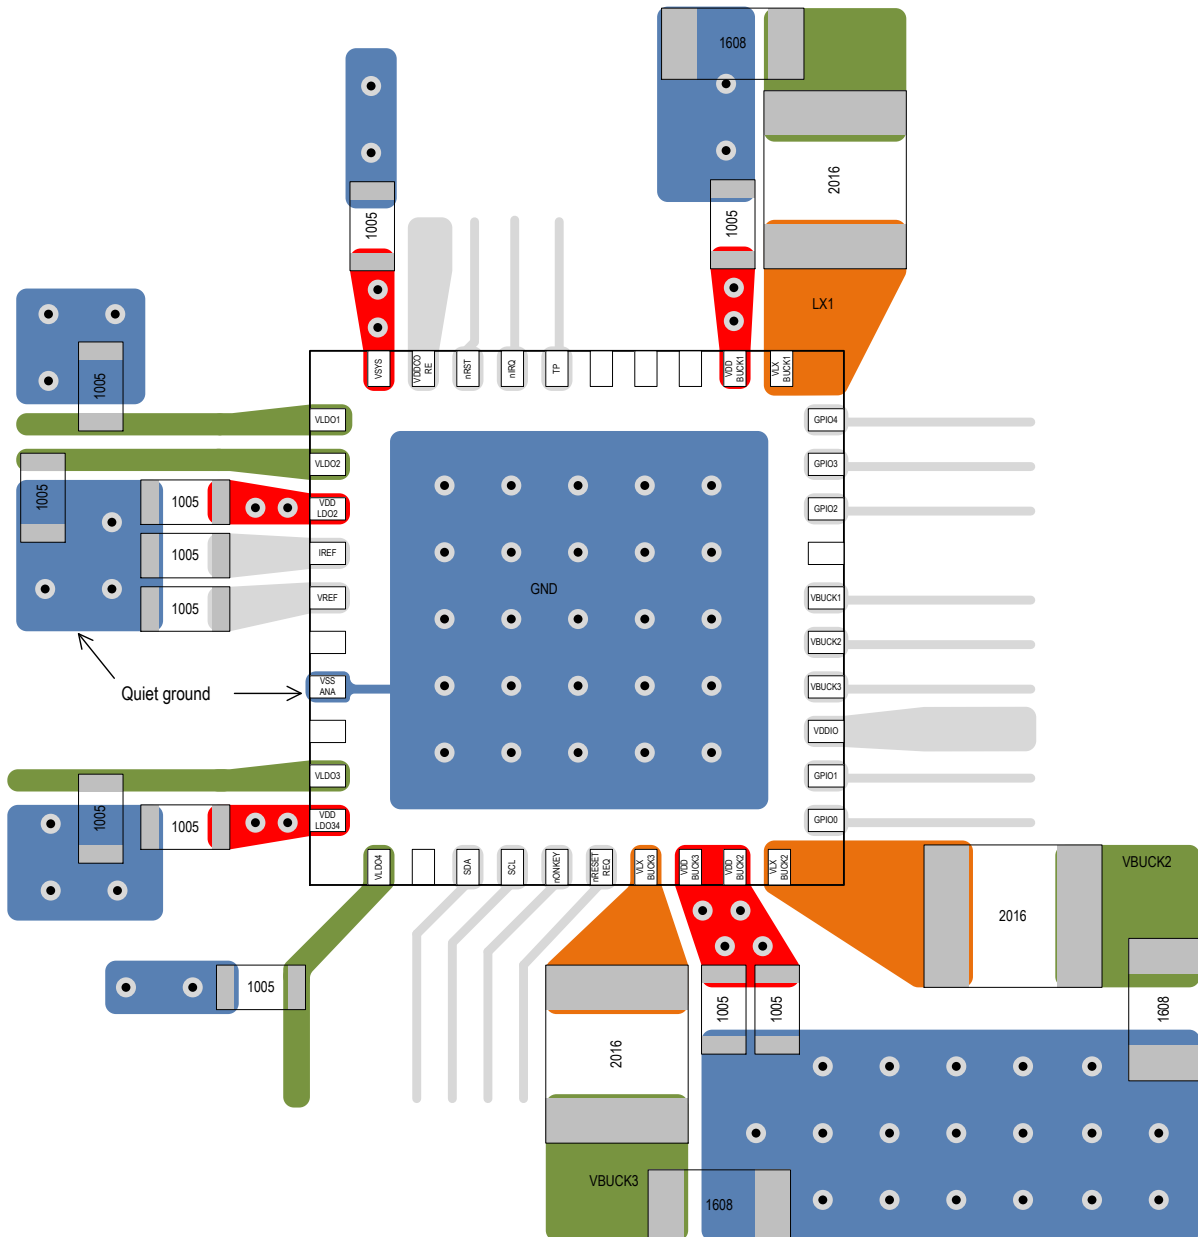 1608
2016
1005
1005
LX1
VSYS
VDDCO
RE
nRST
nIRQ
TP
VDD
BUCK1
VLX
BUCK1
1005
VLDO1
GPIO4
VLDO2
GPIO3
1005
1005
VDD
LDO2
GPIO2
1005
IREF
GND
1005
VREF
VBUCK1
VBUCK2
Quiet ground
VSS
ANA
VBUCK3
VDDIO
VLDO3
GPIO1
1005
1005
VDD
LDO34
GPIO0
VLDO4
SDA
SCL
nONKEY
nRESET
REQ
VLX
BUCK3
VDD
BUCK3
VDD
BUCK2
VLX
BUCK2
VBUCK2
2016
1005
1005
1005
1608
2016
VBUCK3
1608